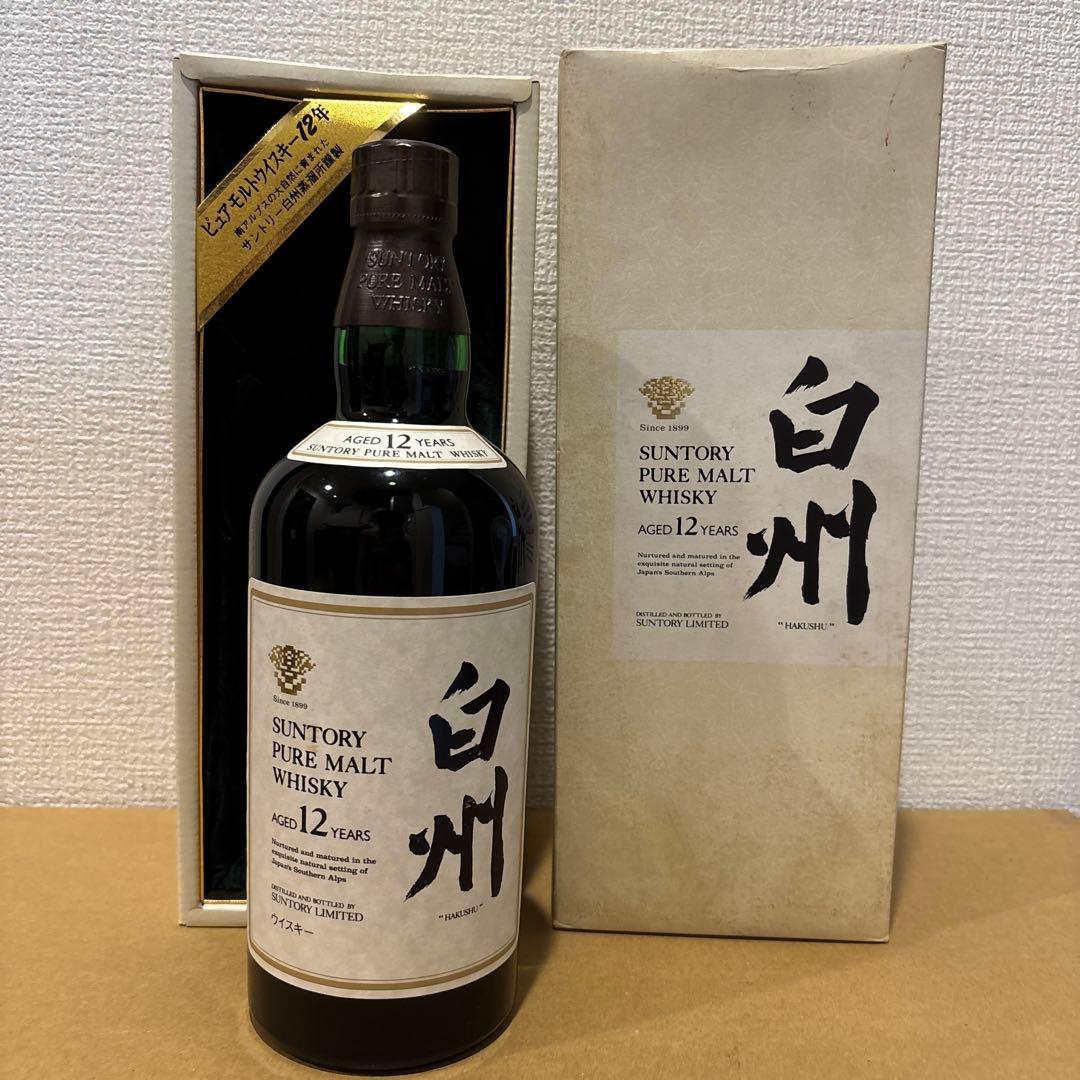 ピュアモルトウイスキー12年
南アルプスの大自然に育まれた
サントリー白州蒸溜所謹製
SUNTORY
PURE MALT
WHISKY
AGED 12 YEARS
SUNTORY PURE MALT WHISKY
Since 1899
SUNTORY
PURE MALT
WHISKY
AGED 12 YEARS
Nurtured and matured in the
exquisite natural setting of
Japan's Southern Alps
DISTILLED AND BOTTLED BY
SUNTORY LIMITED
ウイスキー
白州
"HAKUSHU"
Since 1899
SUNTORY
PURE MALT
WHISKY
AGED 12 YEARS
Nurtured and matured in the
exquisite natural setting of
Japan's Southern Alps
DISTILLED AND BOTTLED BY
SUNTORY LIMITED
白州
"HAKUSHU"